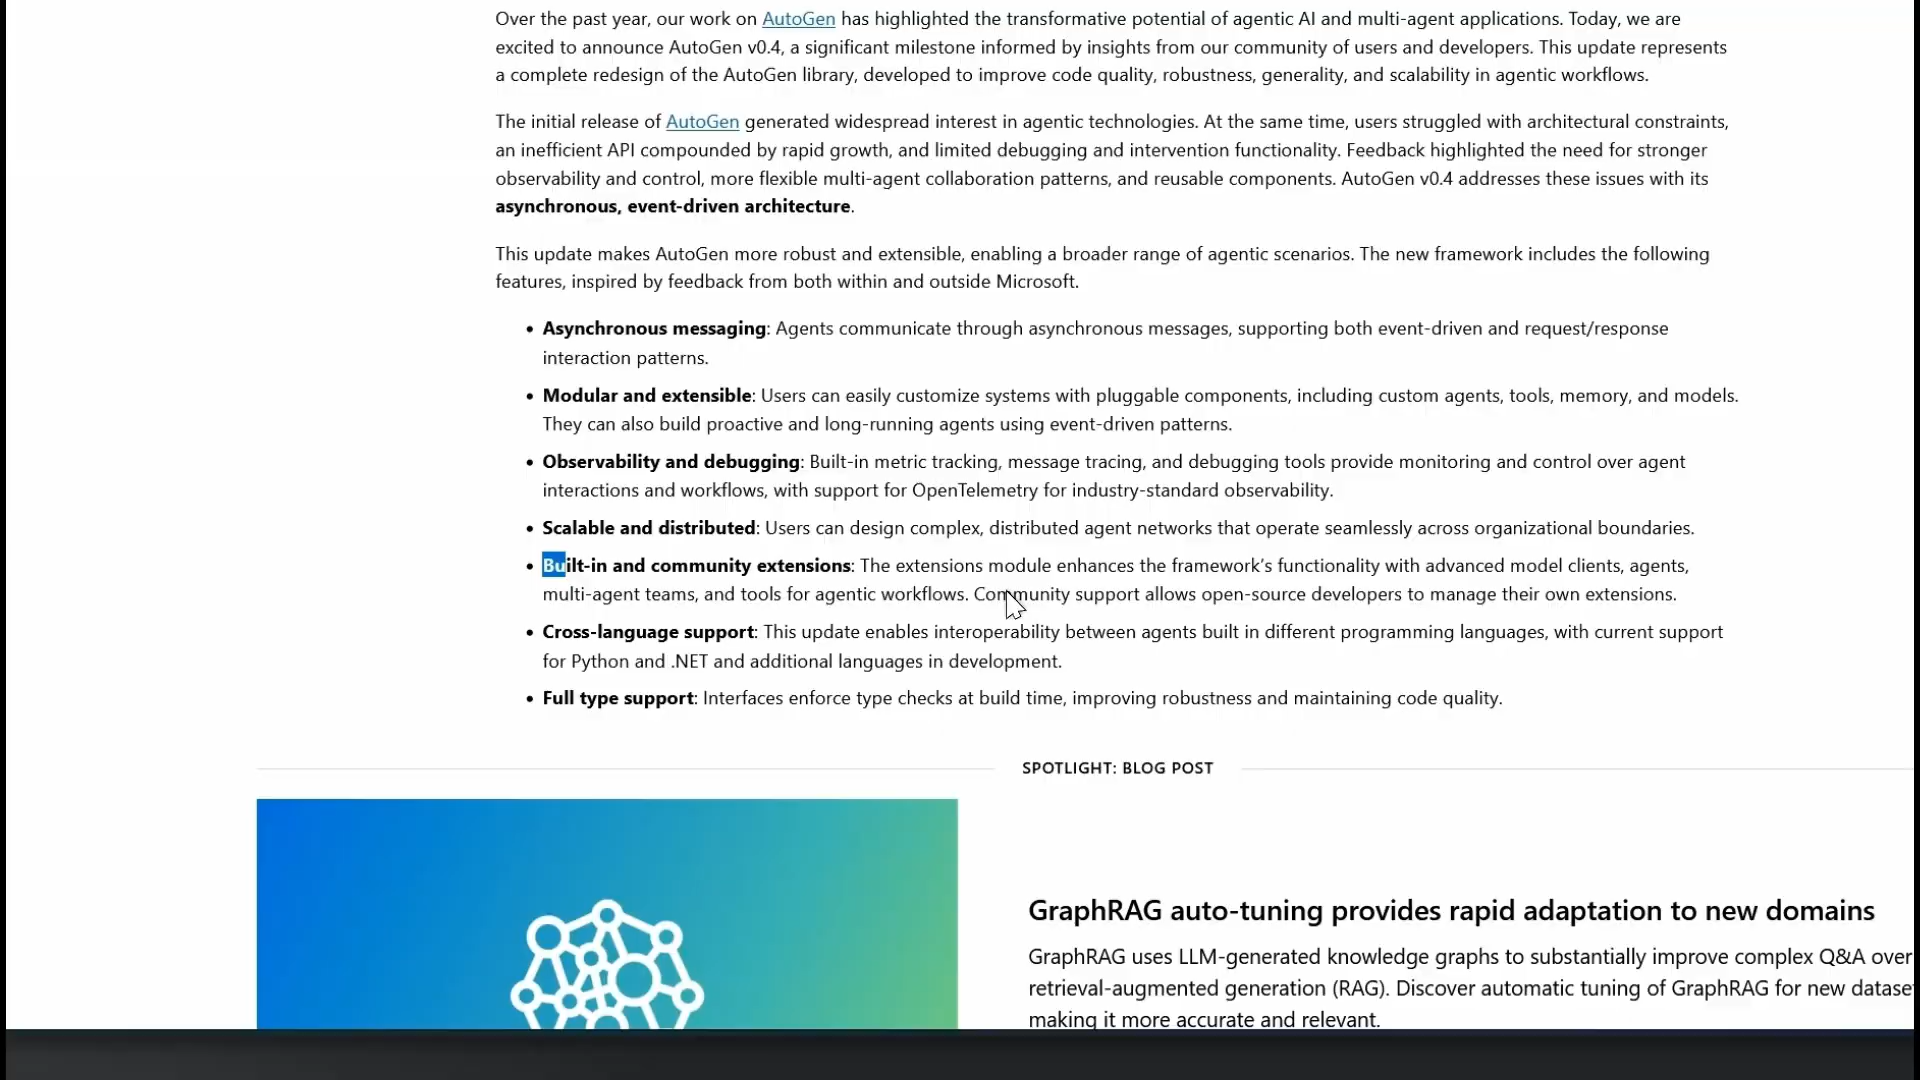 Over the past year, our work on AutoGen has highlighted the transformative potential of agentic AI and multi-agent applications. Today, we are
excited to announce AutoGen v0.4, a significant milestone informed by insights from our community of users and developers. This update represents
a complete redesign of the AutoGen library, developed to improve code quality, robustness, generality, and scalability in agentic workflows.
The initial release of AutoGen generated widespread interest in agentic technologies. At the same time, users struggled with architectural constraints,
an inefficient API compounded by rapid growth, and limited debugging and intervention functionality. Feedback highlighted the need for stronger
observability and control, more flexible multi-agent collaboration patterns, and reusable components. AutoGen v0.4 addresses these issues with its
asynchronous, event-driven architecture.
This update makes AutoGen more robust and extensible, enabling a broader range of agentic scenarios. The new framework includes the following
features, inspired by feedback from both within and outside Microsoft.
• Asynchronous messaging: Agents communicate through asynchronous messages, supporting both event-driven and request/response
interaction patterns.
• Modular and extensible: Users can easily customize systems with pluggable components, including custom agents, tools, memory, and models.
They can also build proactive and long-running agents using event-driven patterns.
• Observability and debugging: Built-in metric tracking, message tracing, and debugging tools provide monitoring and control over agent
interactions and workflows, with support for OpenTelemetry for industry-standard observability.
• Scalable and distributed: Users can design complex, distributed agent networks that operate seamlessly across organizational boundaries.
• Built-in and community extensions: The extensions module enhances the framework's functionality with advanced model clients, agents,
multi-agent teams, and tools for agentic workflows. Community support allows open-source developers to manage their own extensions.
• Cross-language support: This update enables interoperability between agents built in different programming languages, with current support
for Python and .NET and additional languages in development.
• Full type support: Interfaces enforce type checks at build time, improving robustness and maintaining code quality.
SPOTLIGHT: BLOG POST
GraphRAG auto-tuning provides rapid adaptation to new domains
GraphRAG uses LLM-generated knowledge graphs to substantially improve complex Q&A over
retrieval-augmented generation (RAG). Discover automatic tuning of GraphRAG for new datase
making it more accurate and relevant.